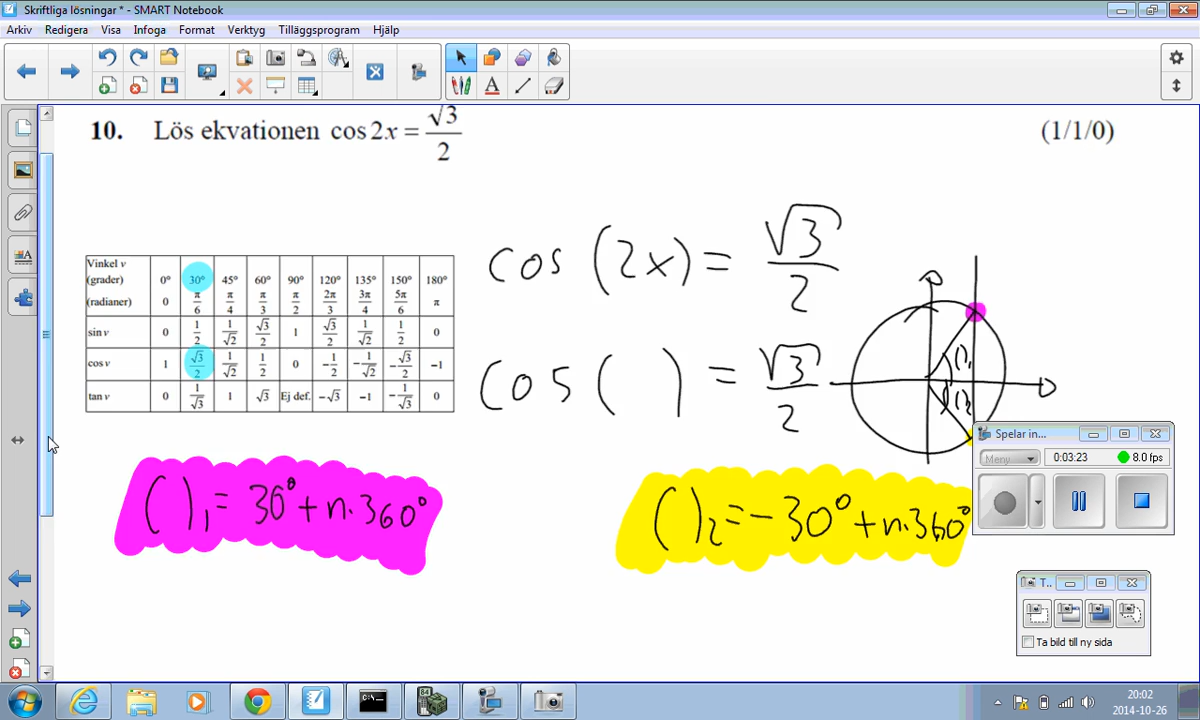 Skriftliga lösningar * - SMART Notebook
Arkiv Redigera Visa Infoga Format Verktyg Tilläggsprogram Hjälp
10. Lös ekvationen cos 2x = √3/2 (1/1/0)
cos (2x) = √3/2
Vinkel v
(grader) 0° 30° 45° 60° 90° 120° 135° 150° 180°
(radianer) 0 π/6 π/4 π/3 π/2 2π/3 3π/4 5π/6 π
sin v 0 1/2 1/√2 √3/2 1 √3/2 1/√2 1/2 0
cos v 1 √3/2 1/√2 1/2 0 -1/2 -1/√2 -√3/2 -1
tan v 0 1/√3 1 √3 Ej def. -√3 -1 -1/√3 0
cos ( ) = √3/2
()₁
()₂
( )₁ = 30° + n·360°
( )₂ = -30° + n·360°
Spelar in...
Meny 0:03:23 8.0 fps
T..
Ta bild till ny sida
C:\_
84
20:02
2014-10-26